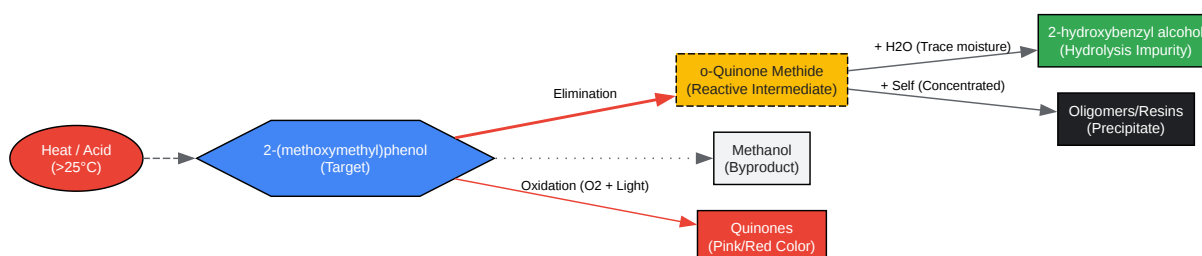 Heat / Acid
(>25°C)
2-(methoxymethyl)phenol
(Target)
Elimination
o-Quinone Methide
(Reactive Intermediate)
+ H2O (Trace moisture)
2-hydroxybenzyl alcohol
(Hydrolysis Impurity)
+ Self (Concentrated)
Oligomers/Resins
(Precipitate)
Methanol
(Byproduct)
Oxidation (O2 + Light)
Quinones
(Pink/Red Color)